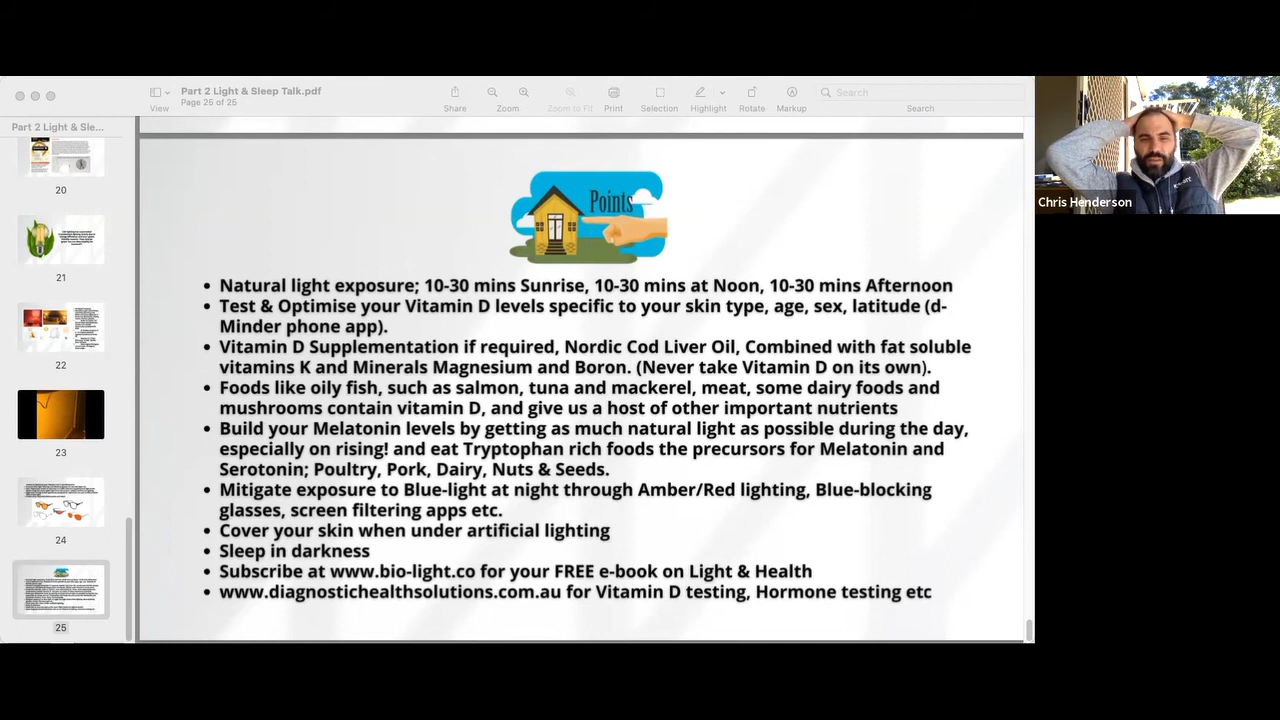 Part 2 Light & Sleep Talk.pdf
Page 25 of 25
View
Share
Zoom
Zoom to Fit
Print
Selection
Highlight
Rotate
Markup
Search
Search
Part 2 Light & Sle...
20
21
22
23
24
25
Points
• Natural light exposure; 10-30 mins Sunrise, 10-30 mins at Noon, 10-30 mins Afternoon
• Test & Optimise your Vitamin D levels specific to your skin type, age, sex, latitude (d-
Minder phone app).
• Vitamin D Supplementation if required, Nordic Cod Liver Oil, Combined with fat soluble
vitamins K and Minerals Magnesium and Boron. (Never take Vitamin D on its own).
• Foods like oily fish, such as salmon, tuna and mackerel, meat, some dairy foods and
mushrooms contain vitamin D, and give us a host of other important nutrients
• Build your Melatonin levels by getting as much natural light as possible during the day,
especially on rising! and eat Tryptophan rich foods the precursors for Melatonin and
Serotonin; Poultry, Pork, Dairy, Nuts & Seeds.
• Mitigate exposure to Blue-light at night through Amber/Red lighting, Blue-blocking
glasses, screen filtering apps etc.
• Cover your skin when under artificial lighting
• Sleep in darkness
• Subscribe at www.bio-light.co for your FREE e-book on Light & Health
• www.diagnostichealthsolutions.com.au for Vitamin D testing, Hormone testing etc
Chris Henderson